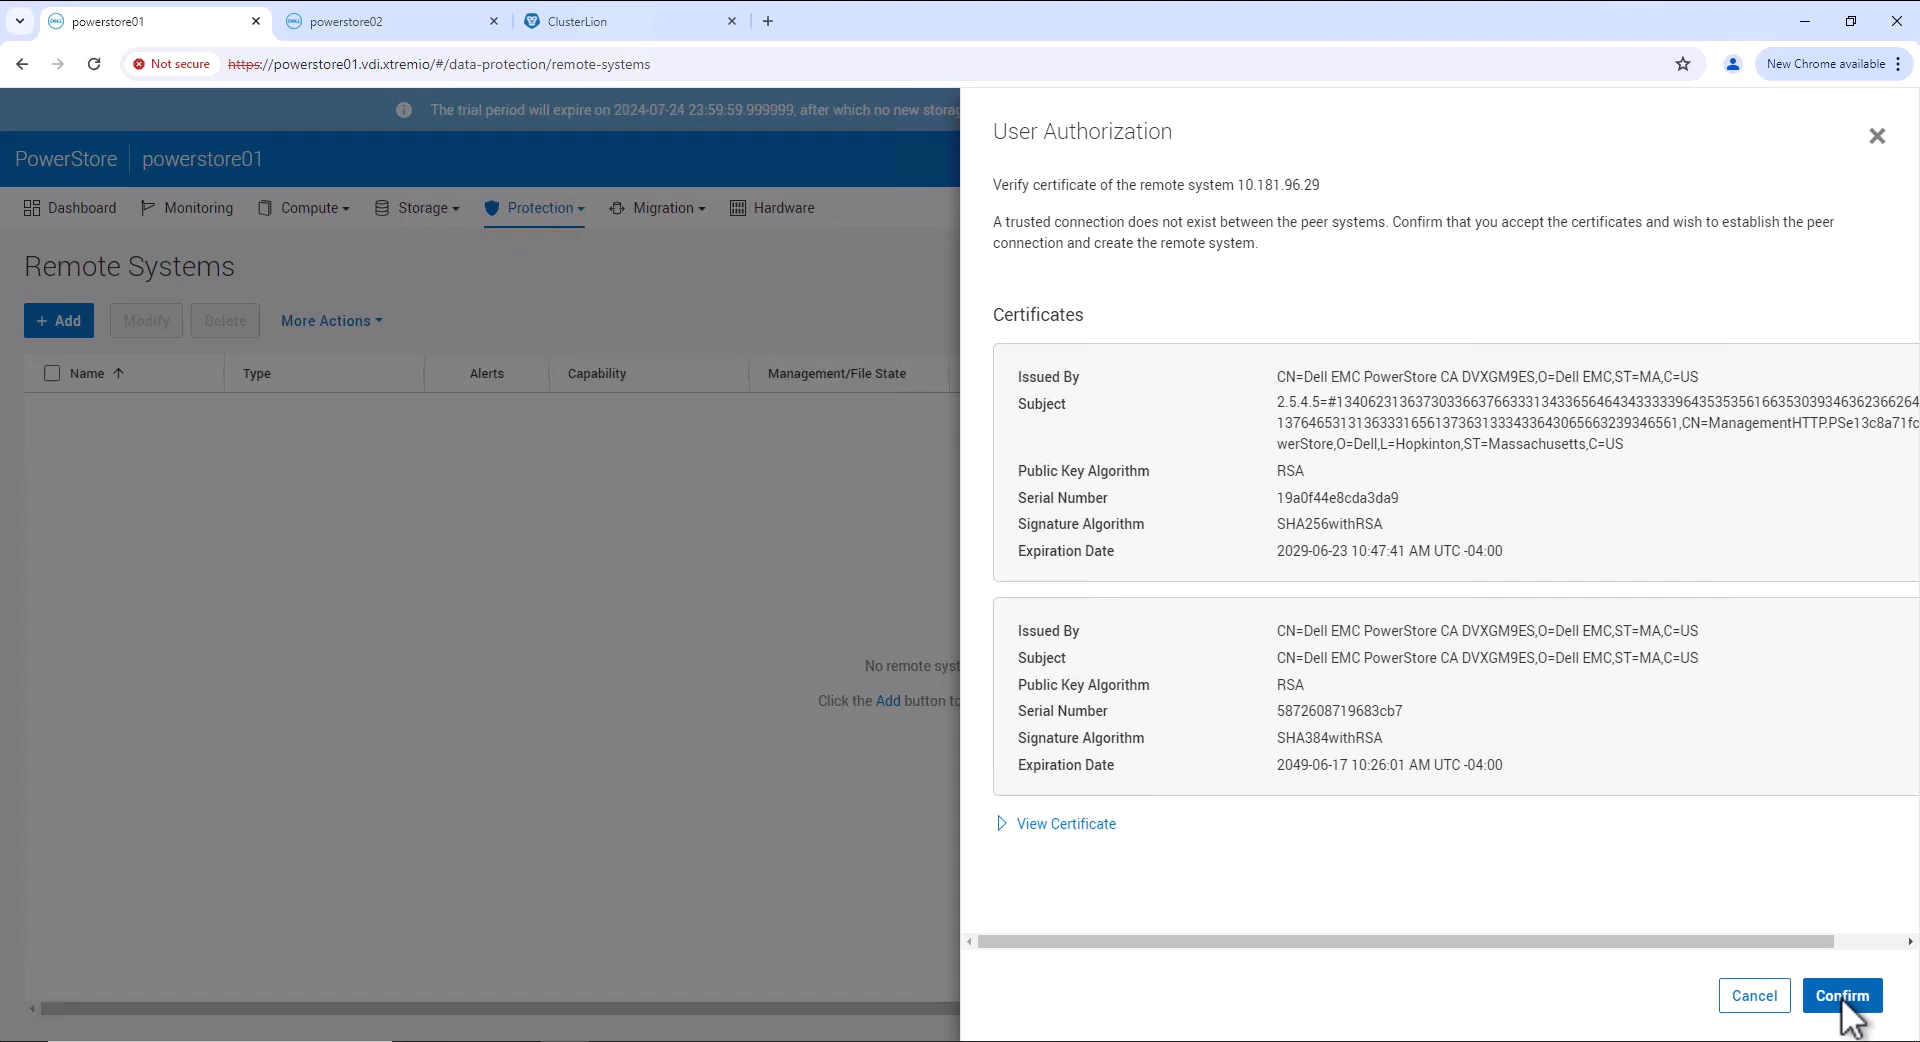 powerstore01
powerstore02
ClusterLion
Not secure
https://powerstore01.vdi.xtremio/#/data-protection/remote-systems
New Chrome available
The trial period will expire on 2024-07-24 23:59:59.999999, after which no new storag
PowerStore
powerstore01
Dashboard
Monitoring
Compute
Storage
Protection
Migration
Hardware
Remote Systems
+ Add
Modify
Delete
More Actions
Name
Type
Alerts
Capability
Management/File State
No remote syst
Click the Add button to
User Authorization
Verify certificate of the remote system 10.181.96.29
A trusted connection does not exist between the peer systems. Confirm that you accept the certificates and wish to establish the peer
connection and create the remote system.
Certificates
Issued By CN=Dell EMC PowerStore CA DVXGM9ES,O=Dell EMC,ST=MA,C=US
Subject
werStore,O=Dell,L=Hopkinton,ST=Massachusetts,C=US
Public Key Algorithm RSA
Serial Number 19a0f44e8cda3da9
Signature Algorithm SHA256withRSA
Expiration Date 2029-06-23 10:47:41 AM UTC -04:00
Issued By CN=Dell EMC PowerStore CA DVXGM9ES,O=Dell EMC,ST=MA,C=US
Subject CN=Dell EMC PowerStore CA DVXGM9ES,O=Dell EMC,ST=MA,C=US
Public Key Algorithm RSA
Serial Number 5872608719683cb7
Signature Algorithm SHA384withRSA
Expiration Date 2049-06-17 10:26:01 AM UTC -04:00
View Certificate
Cancel
Confirm